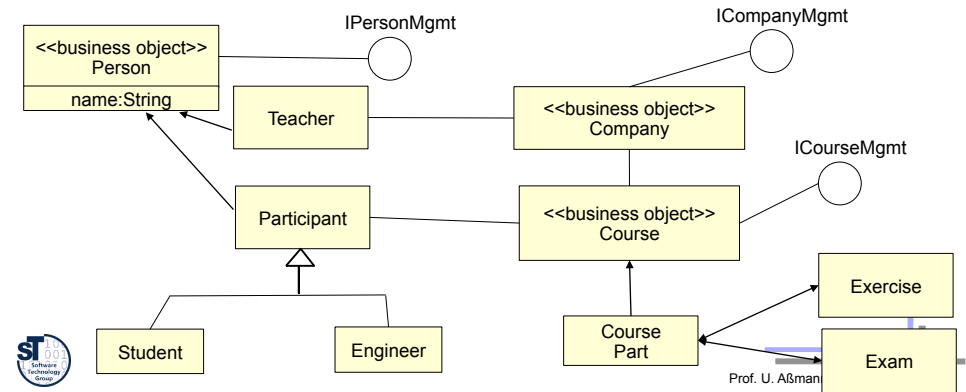 IPersonMgmt
ICompanyMgmt
<<business object>>
Person
name:String
Teacher
<<business object>>
Company
ICourseMgmt
Participant
<<business object>>
Course
Exercise
Student
Engineer
Course
Part
Exam
ST
Software
Technology
Group
Prof. U. Aßman